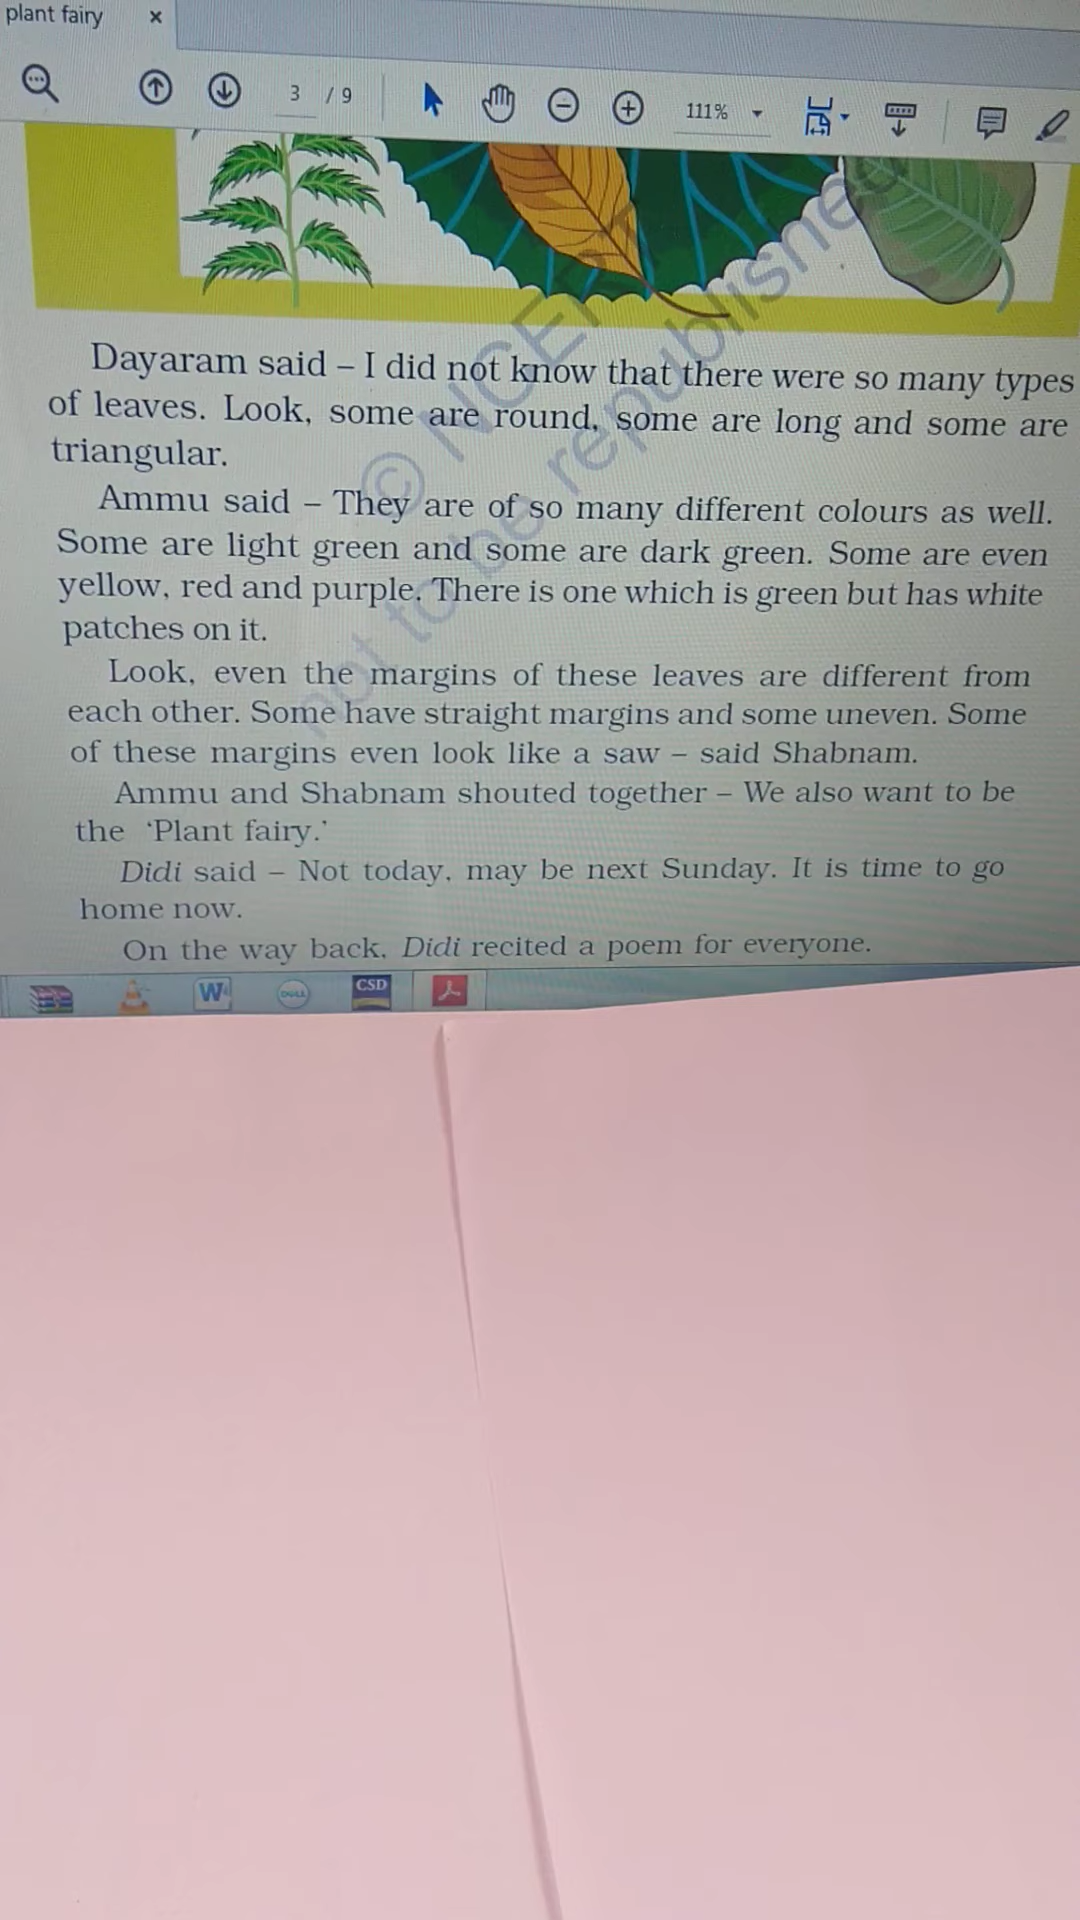 plant fairy
3 / 9
111%
Dayaram said – I did not know that there were so many types
of leaves. Look, some are round, some are long and some are
triangular.
Ammu said – They are of so many different colours as well.
Some are light green and some are dark green. Some are even
yellow, red and purple. There is one which is green but has white
patches on it.
Look, even the margins of these leaves are different from
each other. Some have straight margins and some uneven. Some
of these margins even look like a saw – said Shabnam.
Ammu and Shabnam shouted together – We also want to be
the ‘Plant fairy.’
Didi said – Not today, may be next Sunday. It is time to go
home now.
On the way back, Didi recited a poem for everyone.
© NCERT
not to be republished
W
DELL
CSD